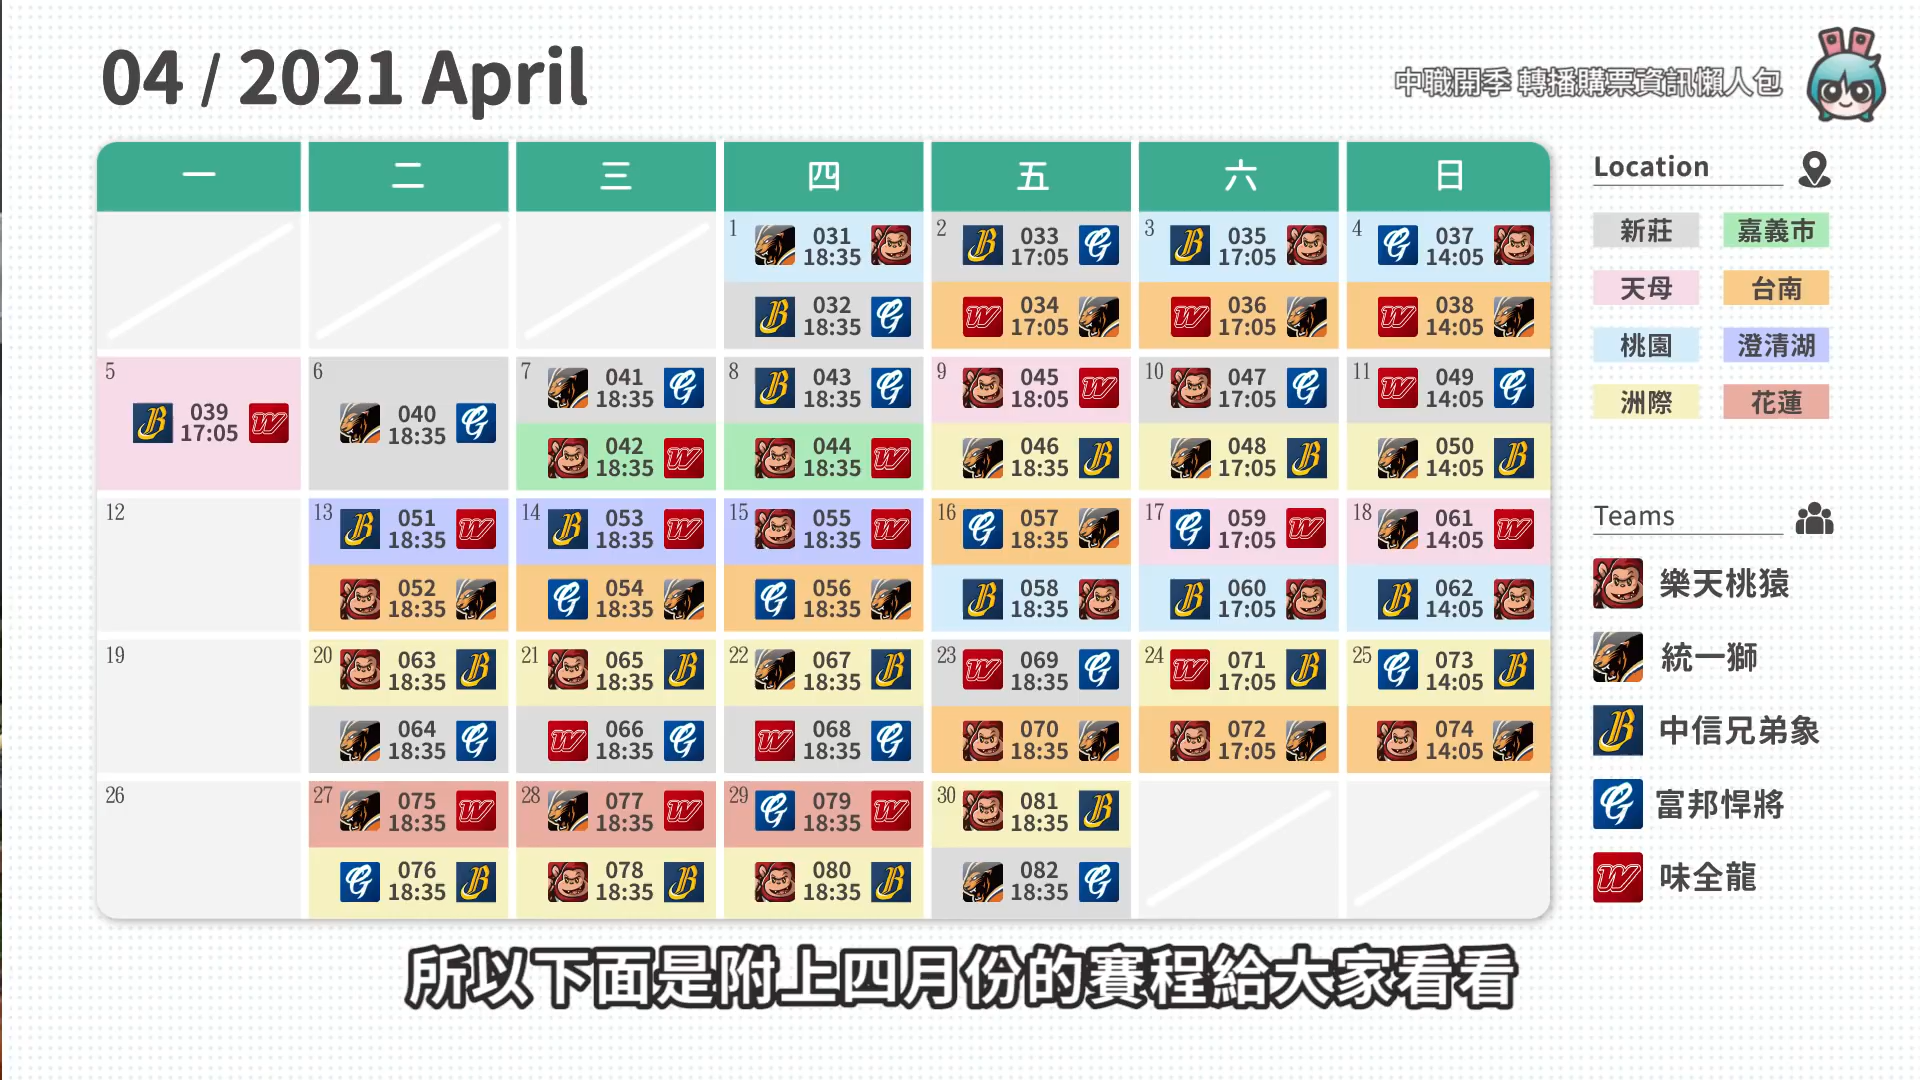 04 / 2021 April
中職開季 轉播購票資訊懶人包
一 二 三 四 五 六 日
1 031 18:35
032 18:35
2 033 17:05
034 17:05
3 035 17:05
036 17:05
4 037 14:05
038 14:05
5 039 17:05
6 040 18:35
7 041 18:35
042 18:35
8 043 18:35
044 18:35
9 045 18:05
046 18:35
10 047 17:05
048 17:05
11 049 14:05
050 14:05
12
13 051 18:35
052 18:35
14 053 18:35
054 18:35
15 055 18:35
056 18:35
16 057 18:35
058 18:35
17 059 17:05
060 17:05
18 061 14:05
062 14:05
19
20 063 18:35
064 18:35
21 065 18:35
066 18:35
22 067 18:35
068 18:35
23 069 18:35
070 18:35
24 071 17:05
072 17:05
25 073 14:05
074 14:05
26
27 075 18:35
076 18:35
28 077 18:35
078 18:35
29 079 18:35
080 18:35
30 081 18:35
082 18:35
Location
新莊 嘉義市
天母 台南
桃園 澄清湖
洲際 花蓮
Teams
樂天桃猿
統一獅
中信兄弟象
富邦悍將
味全龍
所以下面是附上四月份的賽程給大家看看